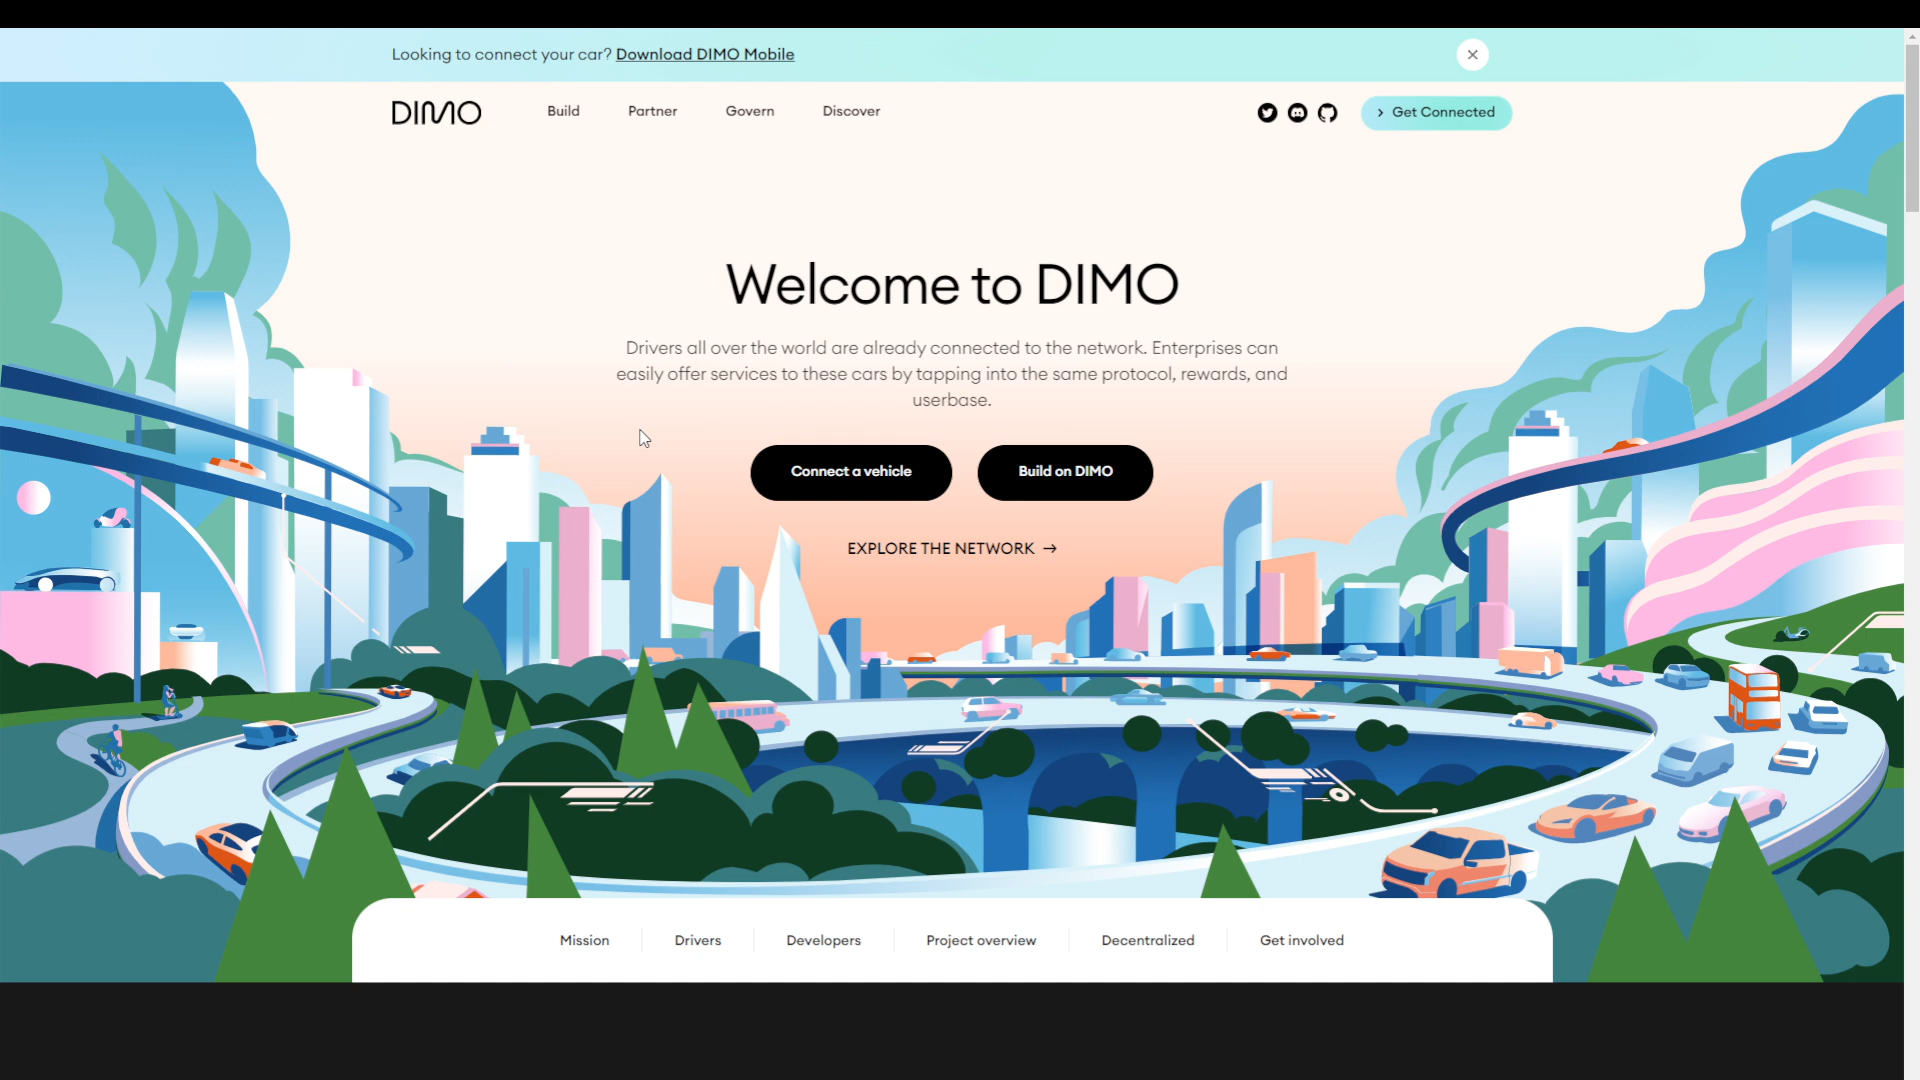 Looking to connect your car? Download DIMO Mobile
DIMO
Build
Partner
Govern
Discover
Get Connected
Welcome to DIMO
Drivers all over the world are already connected to the network. Enterprises can
easily offer services to these cars by tapping into the same protocol, rewards, and
userbase.
Connect a vehicle
Build on DIMO
EXPLORE THE NETWORK →
Mission
Drivers
Developers
Project overview
Decentralized
Get involved